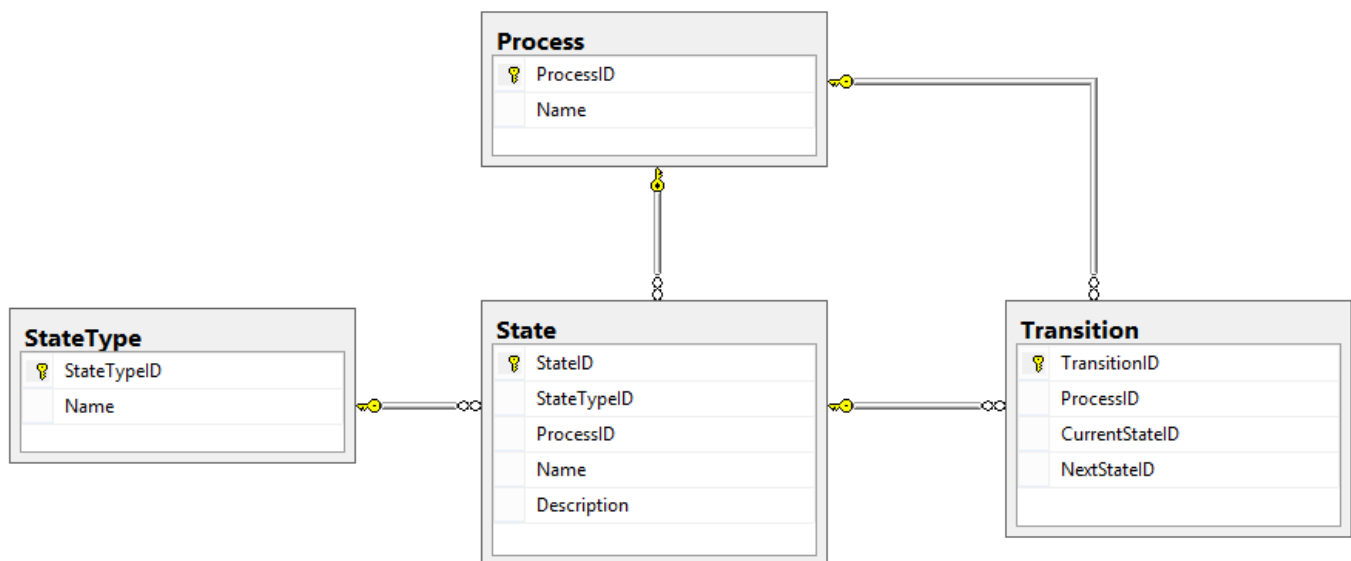 Process
ProcessID
Name
StateType
StateTypeID
Name
State
StateID
StateTypeID
ProcessID
Name
Description
Transition
TransitionID
ProcessID
CurrentStateID
NextStateID